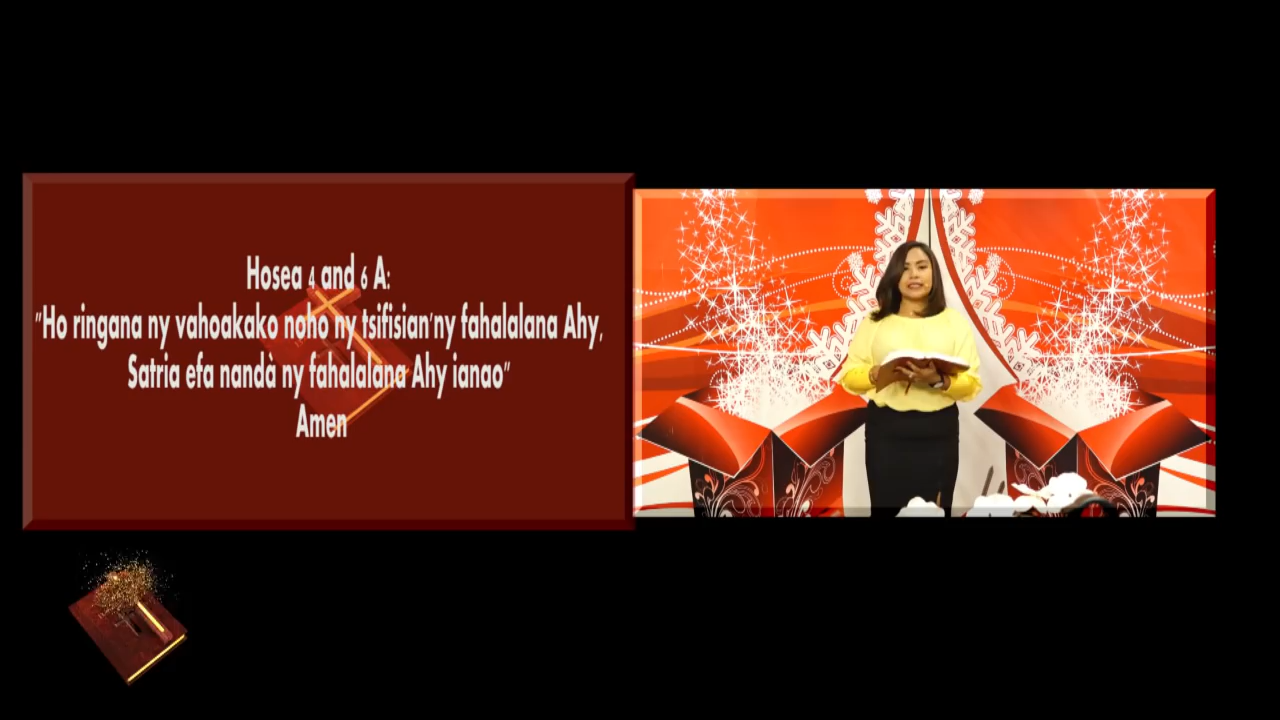 Hosea 4 and 6 A:
"Ho ringana ny vahoakako noho ny tsifisian'ny fahalalana Ahy,
Satria efa nandà ny fahalalana Ahy ianao"
Amen